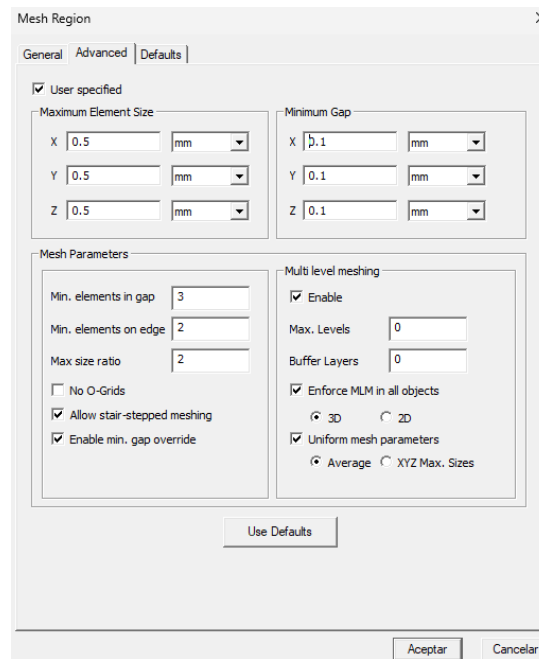 Mesh Region
General Advanced Defaults
User specified
Maximum Element Size
X 0.5 mm
Y 0.5 mm
Z 0.5 mm
Minimum Gap
X 0.1 mm
Y 0.1 mm
Z 0.1 mm
Mesh Parameters
Min. elements in gap 3
Min. elements on edge 2
Max size ratio 2
No O-Grids
Allow stair-stepped meshing
Enable min. gap override
Multi level meshing
Enable
Max. Levels 0
Buffer Layers 0
Enforce MLM in all objects
3D 2D
Uniform mesh parameters
Average XYZ Max. Sizes
Use Defaults
Aceptar Cancelar